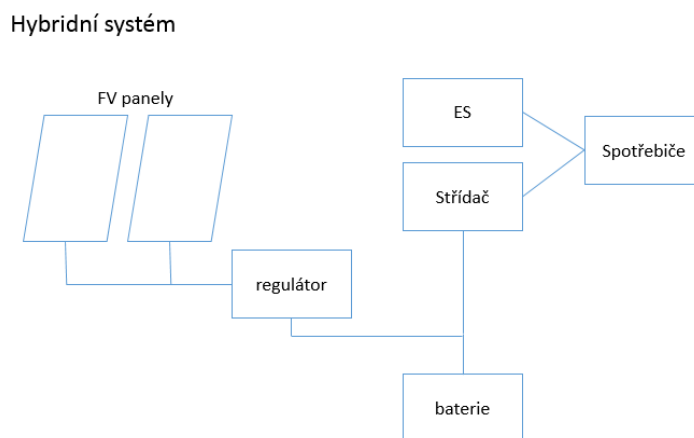 Hybridní systém
FV panely
ES
Spotřebiče
Střídač
regulátor
baterie